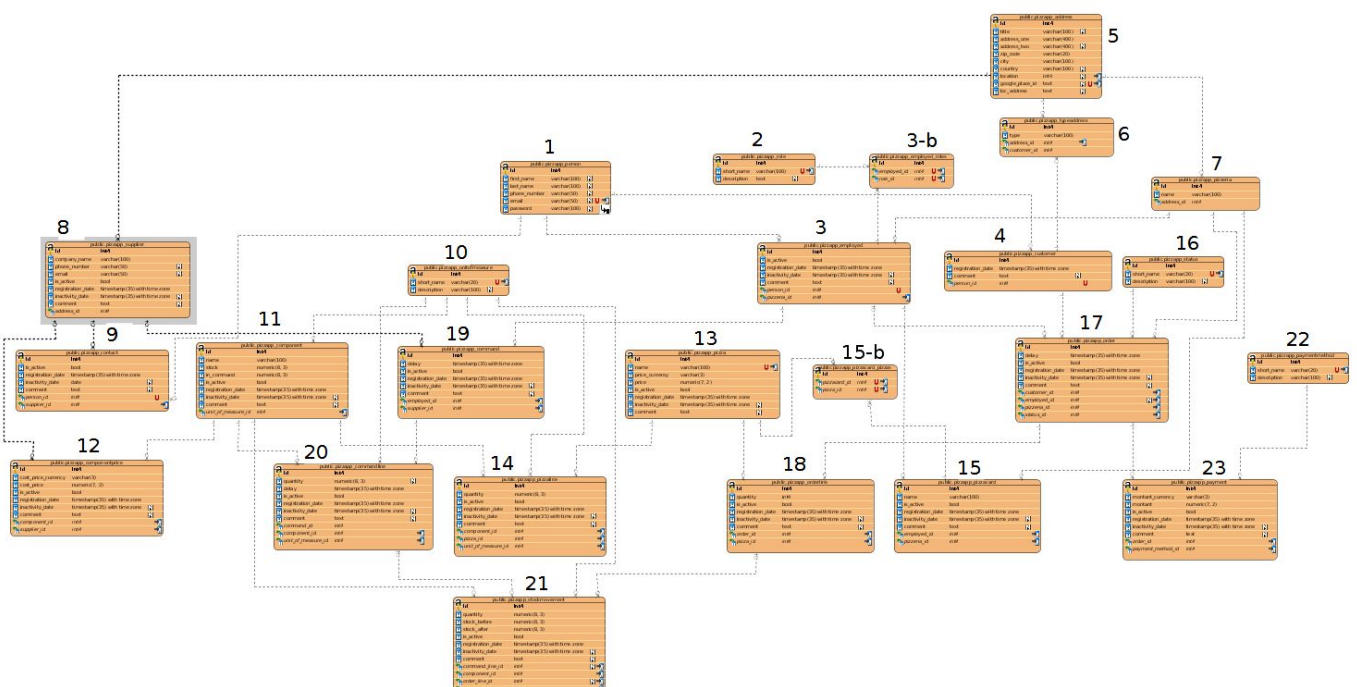 public.pizzapp_address
id int4
title varchar(100)
address_one varchar(400)
address_two varchar(400)
zip_code varchar(20)
city varchar(100)
country varchar(100)
location int4
google_place_id text
loc_address text
5
public.pizzapp_typeaddress
id int4
type varchar(100)
address_id int4
customer_id int4
6
1
public.pizzapp_person
id int4
first_name varchar(100)
last_name varchar(100)
phone_number varchar(50)
email varchar(50)
password varchar(100)
2
public.pizzapp_role
id int4
short_name varchar(100)
description text
3-b
public.pizzapp_employed_roles
id int4
employed_id int4
role_id int4
7
public.pizzapp_pizzeria
id int4
name varchar(100)
address_id int4
8
public.pizzapp_supplier
id int4
company_name varchar(100)
phone_number varchar(50)
email varchar(50)
is_active bool
registration_date timestamp(35) with time zone
inactivity_date timestamp(35) with time zone
comment text
address_id int4
10
public.pizzapp_unitofmeasure
id int4
short_name varchar(20)
description varchar(100)
3
public.pizzapp_employed
id int4
is_active bool
registration_date timestamp(35) with time zone
inactivity_date timestamp(35) with time zone
comment text
person_id int4
pizzeria_id int4
4
public.pizzapp_customer
id int4
registration_date timestamp(35) with time zone
comment text
person_id int4
16
public.pizzapp_status
id int4
short_name varchar(20)
description varchar(100)
9
public.pizzapp_contact
id int4
is_active bool
registration_date timestamp(35) with time zone
inactivity_date date
comment text
person_id int4
supplier_id int4
11
public.pizzapp_component
id int4
name varchar(100)
stock numeric(8, 3)
in_command numeric(8, 3)
is_active bool
registration_date timestamp(35) with time zone
inactivity_date timestamp(35) with time zone
comment text
unit_of_measure_id int4
19
public.pizzapp_command
id int4
delay timestamp(35) with time zone
is_active bool
registration_date timestamp(35) with time zone
inactivity_date timestamp(35) with time zone
comment text
employed_id int4
supplier_id int4
13
public.pizzapp_pizza
id int4
name varchar(100)
price_currency varchar(3)
price numeric(7, 2)
is_active bool
registration_date timestamp(35) with time zone
inactivity_date timestamp(35) with time zone
comment text
15-b
public.pizzapp_pizzacard_pizzas
id int4
pizzacard_id int4
pizza_id int4
17
public.pizzapp_order
id int4
delay timestamp(35) with time zone
is_active bool
registration_date timestamp(35) with time zone
inactivity_date timestamp(35) with time zone
comment text
customer_id int4
employed_id int4
pizzeria_id int4
status_id int4
22
public.pizzapp_paymentmethod
id int4
short_name varchar(20)
description varchar(100)
12
public.pizzapp_componentprice
id int4
cost_price_currency varchar(3)
cost_price numeric(7, 2)
is_active bool
registration_date timestamp(35) with time zone
inactivity_date timestamp(35) with time zone
comment text
component_id int4
supplier_id int4
20
public.pizzapp_commandline
id int4
quantity numeric(8, 3)
delay timestamp(35) with time zone
is_active bool
registration_date timestamp(35) with time zone
inactivity_date timestamp(35) with time zone
comment text
command_id int4
component_id int4
unit_of_measure_id int4
14
public.pizzapp_pizzaline
id int4
quantity numeric(8, 3)
is_active bool
registration_date timestamp(35) with time zone
inactivity_date timestamp(35) with time zone
comment text
component_id int4
pizza_id int4
unit_of_measure_id int4
18
public.pizzapp_orderline
id int4
quantity int4
is_active bool
registration_date timestamp(35) with time zone
inactivity_date timestamp(35) with time zone
comment text
order_id int4
pizza_id int4
15
public.pizzapp_pizzacard
id int4
name varchar(100)
is_active bool
registration_date timestamp(35) with time zone
inactivity_date timestamp(35) with time zone
comment text
employed_id int4
pizzeria_id int4
23
public.pizzapp_payment
id int4
montant_currency varchar(3)
montant numeric(7, 2)
is_active bool
registration_date timestamp(35) with time zone
inactivity_date timestamp(35) with time zone
comment text
order_id int4
payment_method_id int4
21
public.pizzapp_stockmovement
id int4
quantity numeric(8, 3)
stock_before numeric(8, 3)
stock_after numeric(8, 3)
is_active bool
registration_date timestamp(35) with time zone
inactivity_date timestamp(35) with time zone
comment text
command_line_id int4
component_id int4
order_line_id int4